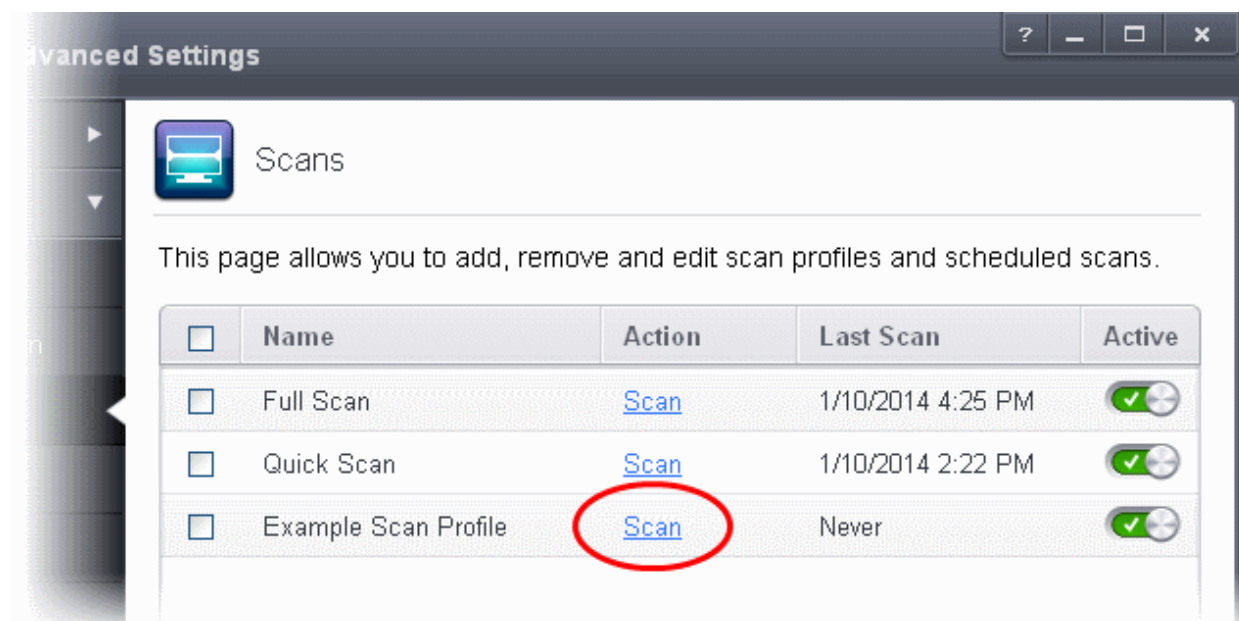 dvanced Settings
Scans
This page allows you to add, remove and edit scan profiles and scheduled scans.
Name Action Last Scan Active
Full Scan Scan 1/10/2014 4:25 PM
Quick Scan Scan 1/10/2014 2:22 PM
Example Scan Profile Scan Never